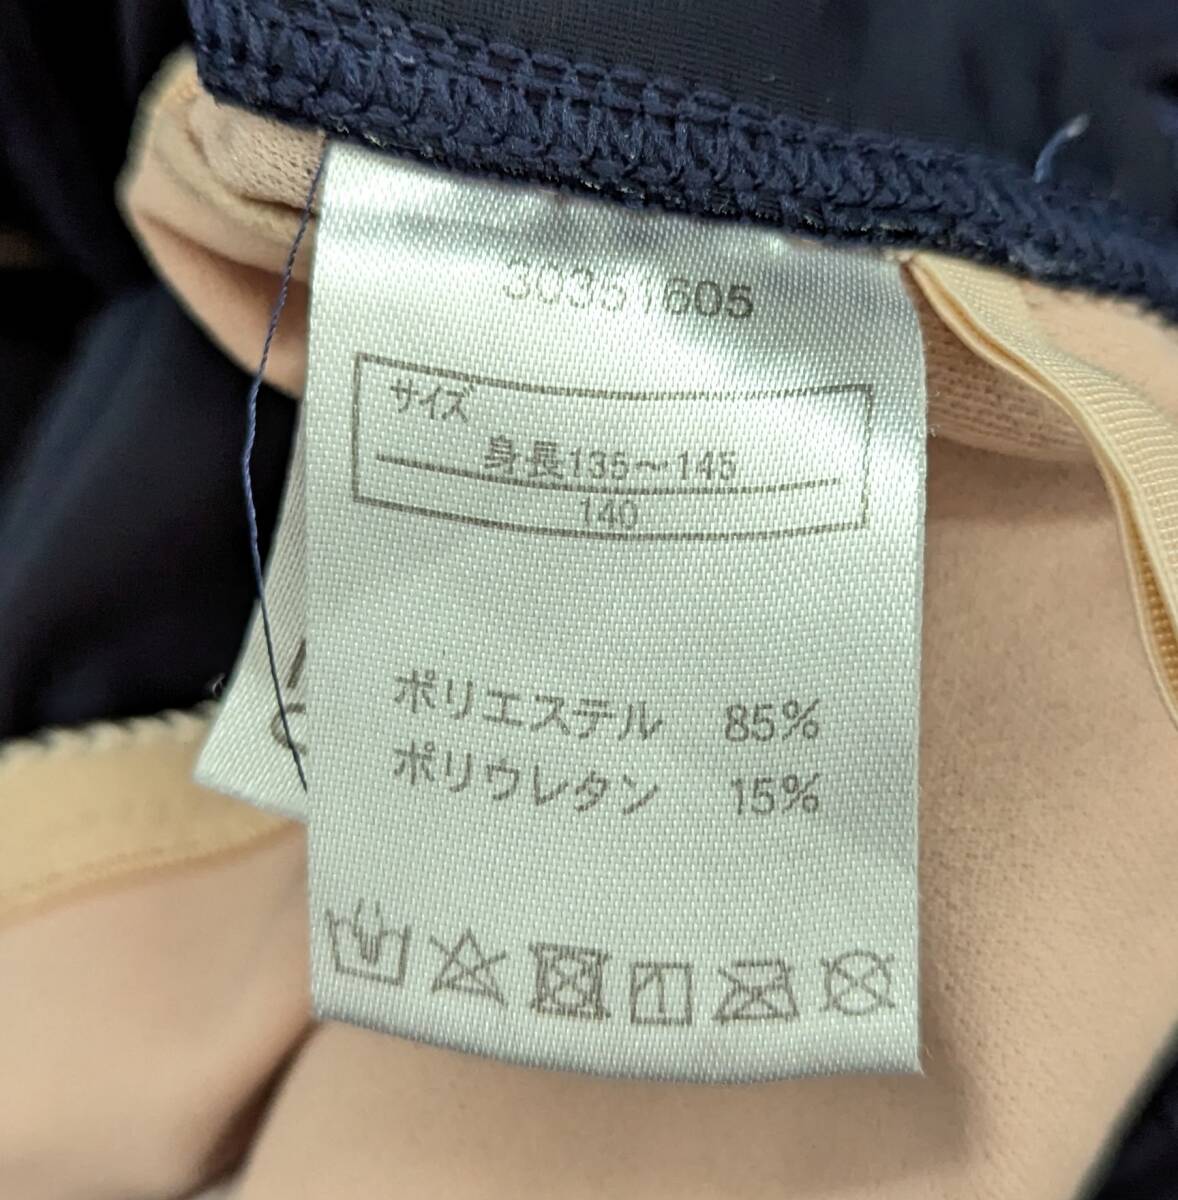 30351605
サイズ
身長135～145
140
ポリエステル 85%
ポリウレタン 15%